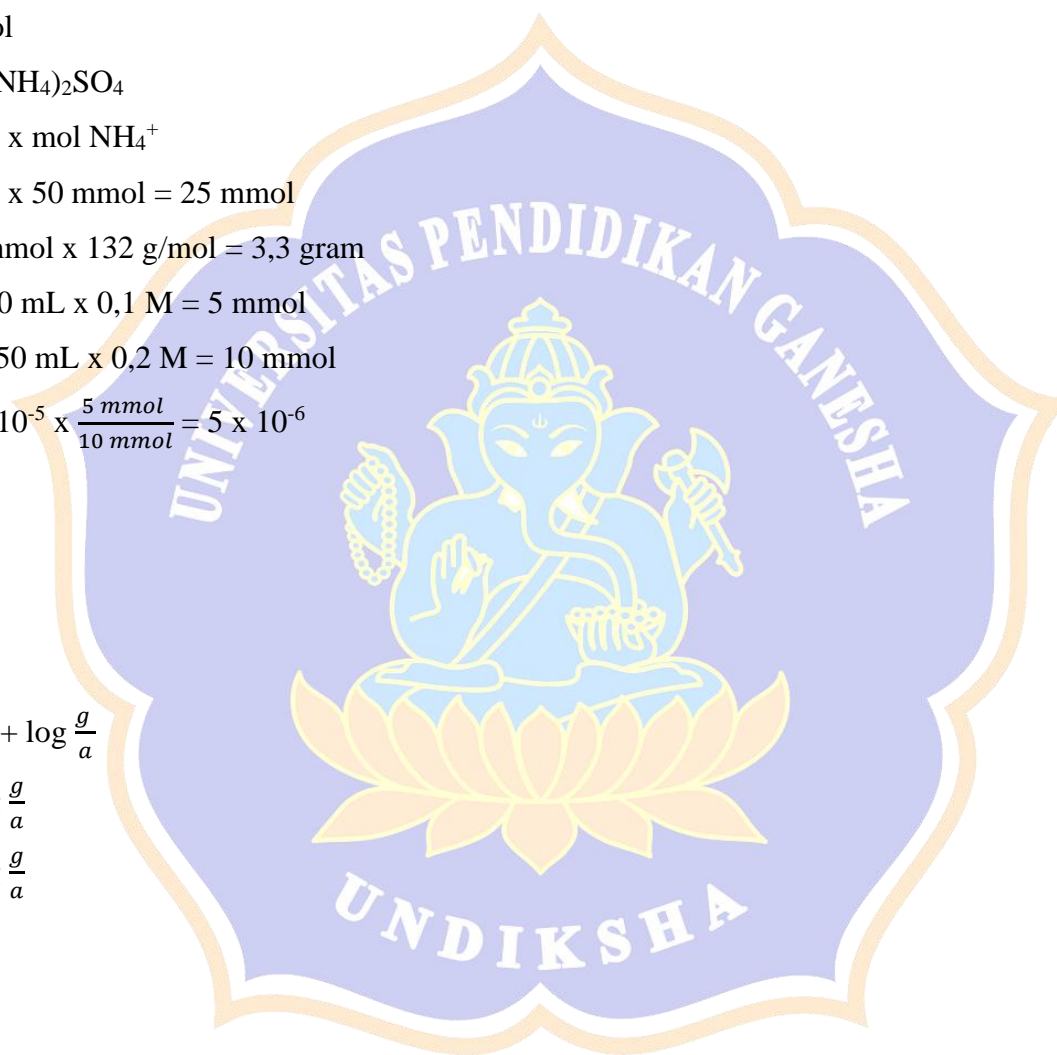 ol
NH₄)₂SO₄
x mol NH₄⁺
x 50 mmol = 25 mmol
mmol x 132 g/mol = 3,3 gram
0 mL x 0,1 M = 5 mmol
50 mL x 0,2 M = 10 mmol
10⁻⁵ x 5 mmol/10 mmol = 5 x 10⁻⁶
+ log g/a
g/a
g/a
UNIVERSITAS PENDIDIKAN GANESHA
UNDIKSHA